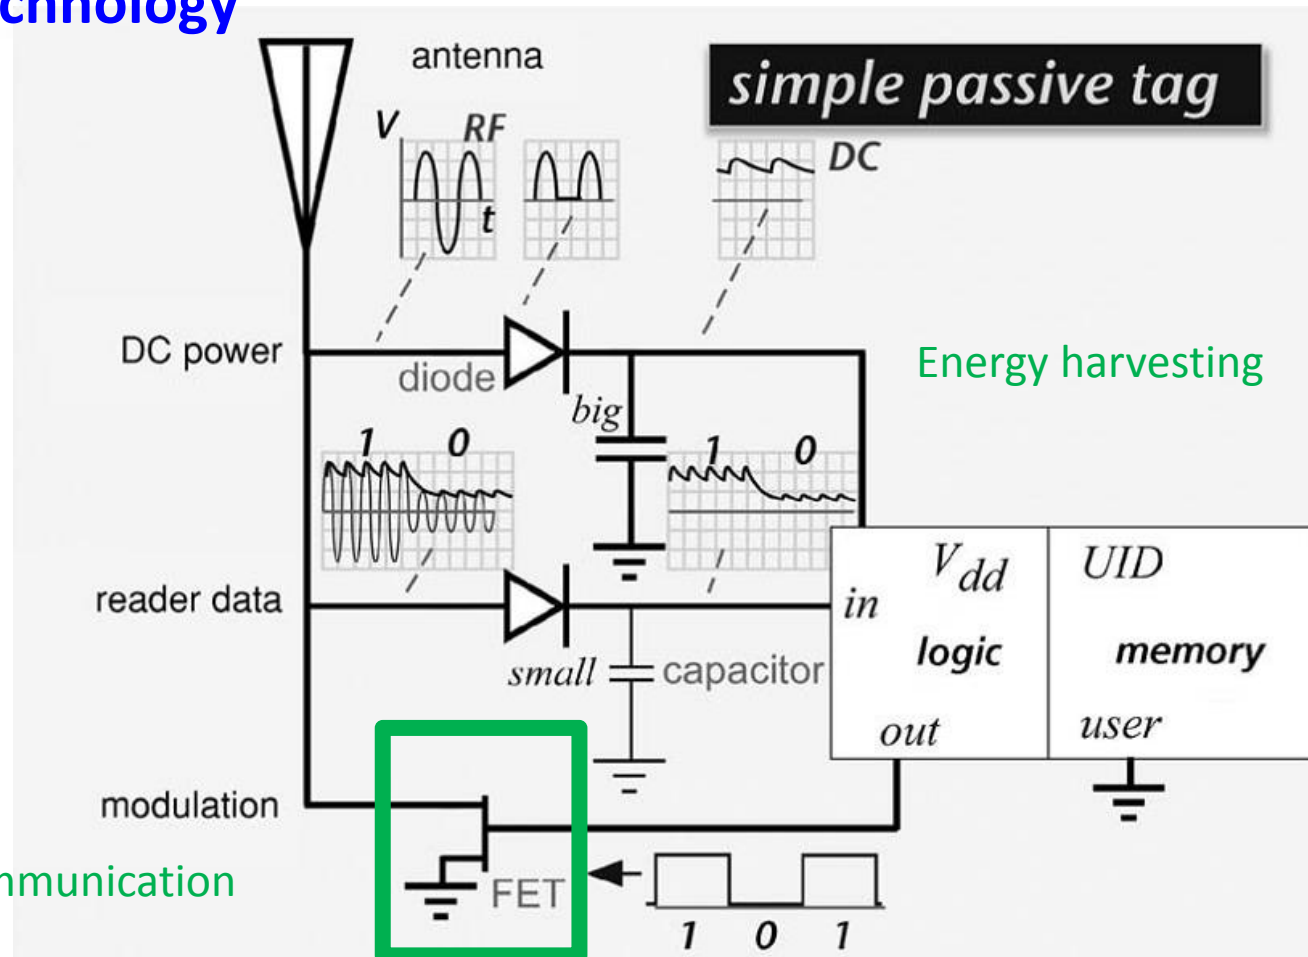 chnology
antenna
simple passive tag
V
RF
DC
t
DC power
diode
Energy harvesting
big
1 0
1 0
V dd
UID
reader data
in
logic
memory
small
capacitor
out
user
modulation
mmunication
FET
1 0 1